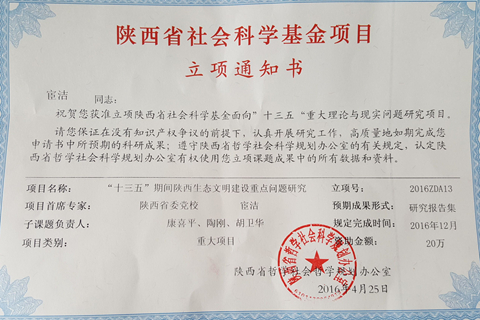 陕西省社会科学基金项目
立项通知书
宦洁 同志：
祝贺您获准立项陕西省社会科学基金面向"十三五"重大理论与现实问题研究项目。
请您保证在没有知识产权争议的前提下，认真开展研究工作，高质量地如期完成您
申请书中所预期的科研成果；遵守陕西省哲学社会科学规划办公室的有关规定，认定陕
西省哲学社会科学规划办公室有权使用您立项课题成果中的所有数据和资料。
项目名称： "十三五"期间陕西生态文明建设重点问题研究 立项号： 2016ZDA13
项目首席专家： 陕西省委党校 宦洁 预期成果形式： 研究报告集
子课题负责人： 康喜平、陶刚、胡卫华 规定完成时间： 2016年12月
项目类别： 重大项目 资助金额： 20万
陕西省哲学社会科学规划办公室
2016年4月25日